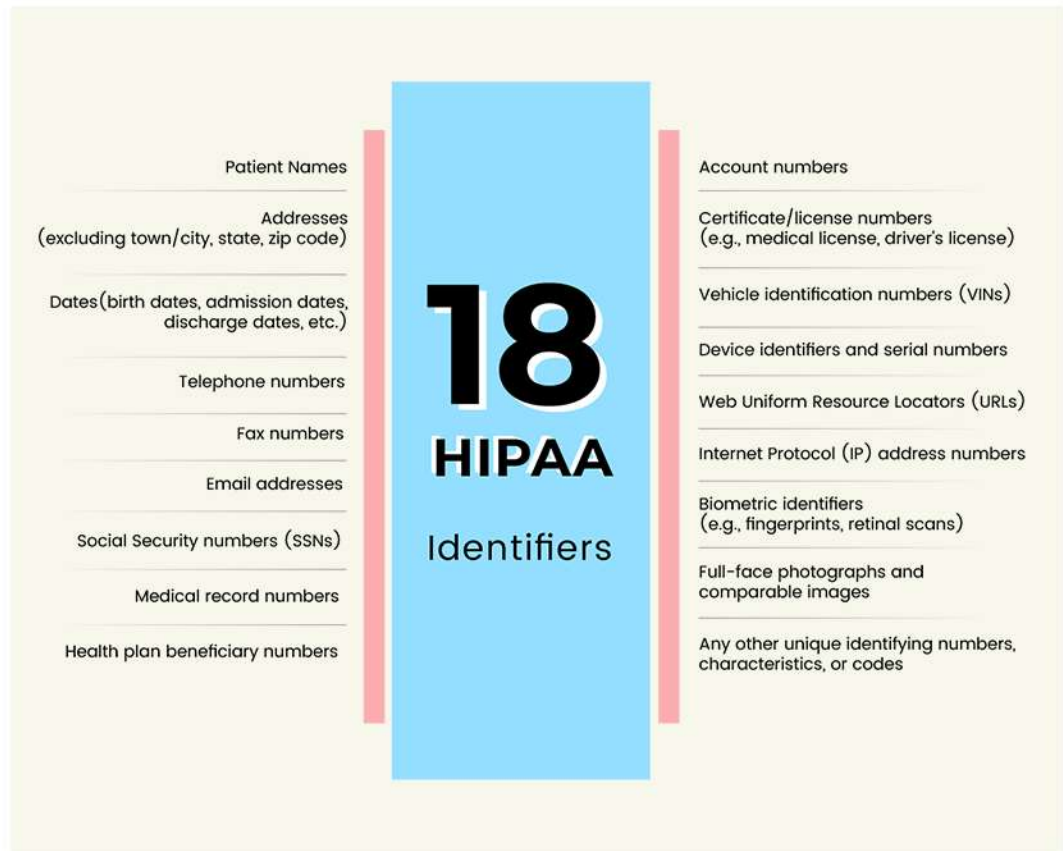 Patient Names
Addresses
(excluding town/city, state, zip code)
Dates(birth dates, admission dates,
discharge dates, etc.)
Telephone numbers
Fax numbers
Email addresses
Social Security numbers (SSNs)
Medical record numbers
Health plan beneficiary numbers
18
HIPAA
Identifiers
Account numbers
Certificate/license numbers
(e.g., medical license, driver's license)
Vehicle identification numbers (VINs)
Device identifiers and serial numbers
Web Uniform Resource Locators (URLs)
Internet Protocol (IP) address numbers
Biometric identifiers
(e.g., fingerprints, retinal scans)
Full-face photographs and
comparable images
Any other unique identifying numbers,
characteristics, or codes